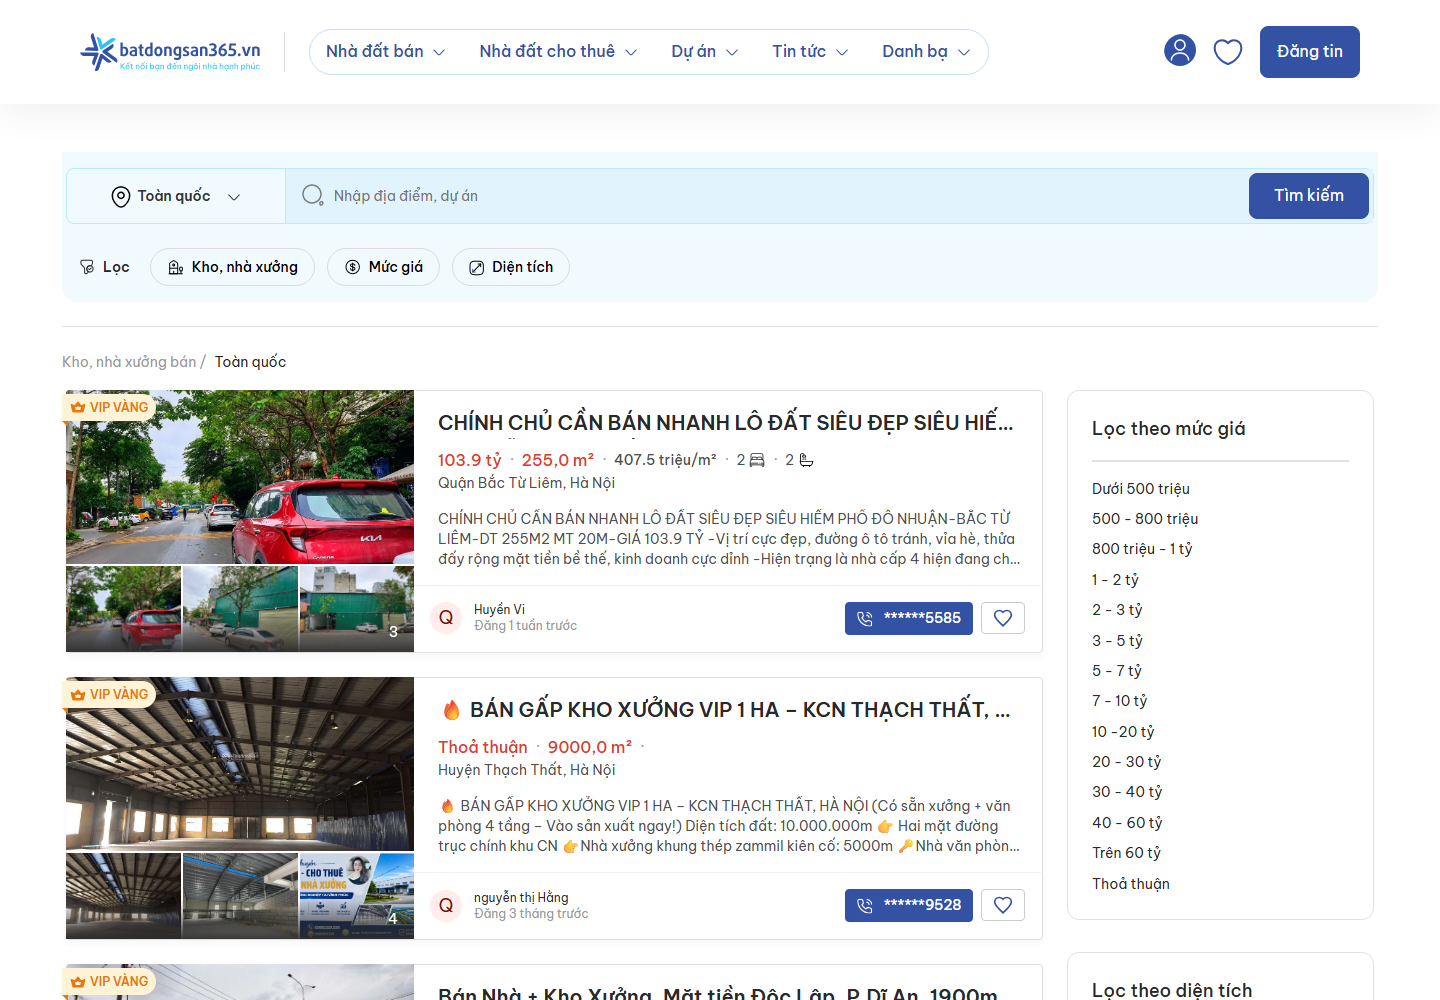 batdongsan365.vn
Kết nối bạn đến ngôi nhà hạnh phúc
Nhà đất bán
Nhà đất cho thuê
Dự án
Tin tức
Danh bạ
Đăng tin
Toàn quốc
Nhập địa điểm, dự án
Tìm kiếm
Lọc
Kho, nhà xưởng
Mức giá
Diện tích
Kho, nhà xưởng bán / Toàn quốc
VIP VÀNG
3
CHÍNH CHỦ CẦN BÁN NHANH LÔ ĐẤT SIÊU ĐẸP SIÊU HIẾ...
103.9 tỷ · 255,0 m² · 407.5 triệu/m² · 2 · 2
Quận Bắc Từ Liêm, Hà Nội
CHÍNH CHỦ CẦN BÁN NHANH LÔ ĐẤT SIÊU ĐẸP SIÊU HIẾM PHỐ ĐỖ NHUẬN-BẮC TỪ
LIÊM-DT 255M2 MT 20M-GIÁ 103.9 TỶ -Vị trí cực đẹp, đường ô tô tránh, vỉa hè, thửa
đấy rộng mặt tiền bề thế, kinh doanh cực dỉnh -Hiện trạng là nhà cấp 4 hiện đang ch...
Q
Huyền Vi
Đăng 1 tuần trước
******5585
VIP VÀNG
4
🔥 BÁN GẤP KHO XƯỞNG VIP 1 HA – KCN THẠCH THẤT, ...
Thoả thuận · 9000,0 m² ·
Huyện Thạch Thất, Hà Nội
🔥 BÁN GẤP KHO XƯỞNG VIP 1 HA – KCN THẠCH THẤT, HÀ NỘI (Có sẵn xưởng + văn
phòng 4 tầng – Vào sản xuất ngay!) Diện tích đất: 10.000.000m 👉 Hai mặt đường
trục chính khu CN 👉 Nhà xưởng khung thép zammil kiên cố: 5000m 🔑 Nhà văn phòn...
Q
nguyễn thị Hằng
Đăng 3 tháng trước
******9528
VIP VÀNG
Bán Nhà + Kho Xưởng, Mặt tiền Độc Lập, P Dĩ An, 1900m
Lọc theo mức giá
Dưới 500 triệu
500 - 800 triệu
800 triệu - 1 tỷ
1 - 2 tỷ
2 - 3 tỷ
3 - 5 tỷ
5 - 7 tỷ
7 - 10 tỷ
10 -20 tỷ
20 - 30 tỷ
30 - 40 tỷ
40 - 60 tỷ
Trên 60 tỷ
Thoả thuận
Lọc theo diện tích